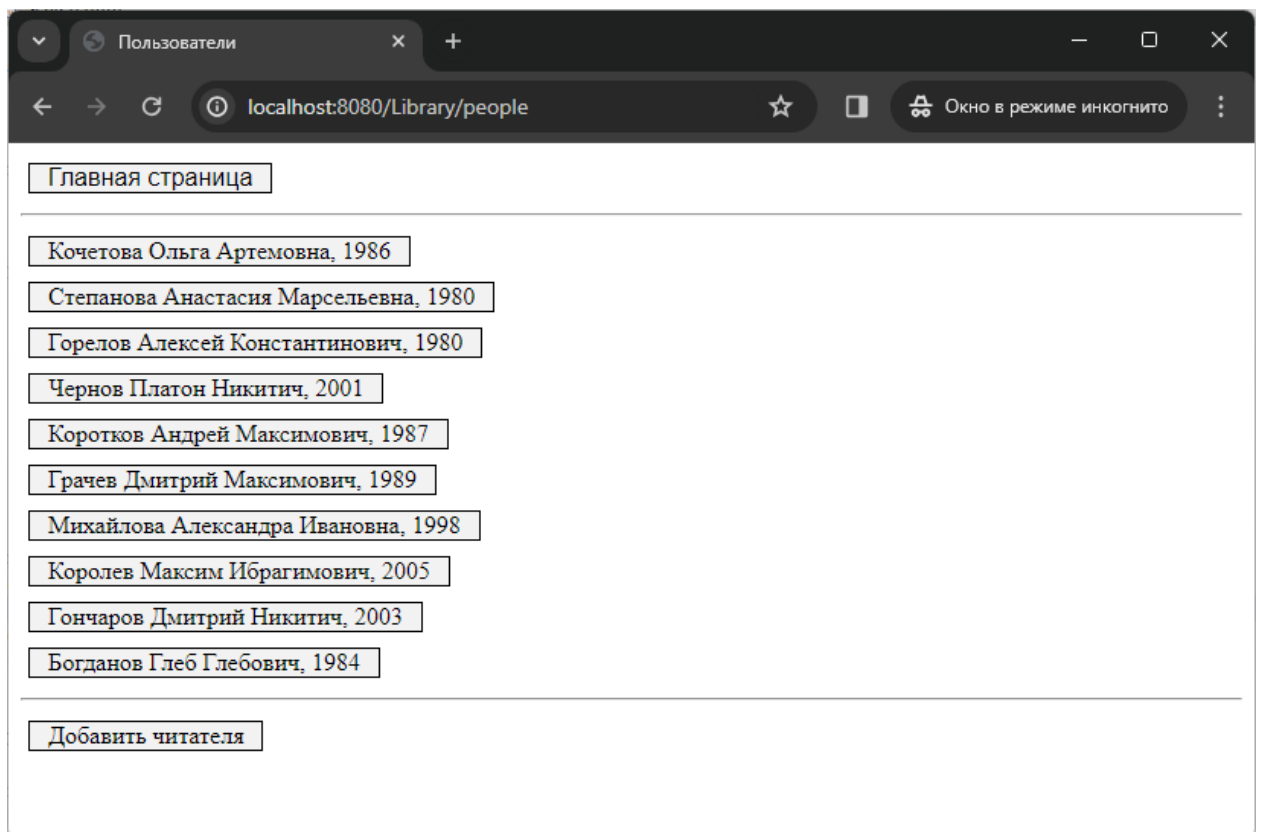 Пользователи
localhost:8080/Library/people
Окно в режиме инкогнито
Главная страница
Кочетова Ольга Артемовна, 1986
Степанова Анастасия Марсельевна, 1980
Горелов Алексей Константинович, 1980
Чернов Платон Никитич, 2001
Коротков Андрей Максимович, 1987
Грачев Дмитрий Максимович, 1989
Михайлова Александра Ивановна, 1998
Королев Максим Ибрагимович, 2005
Гончаров Дмитрий Никитич, 2003
Богданов Глеб Глебович, 1984
Добавить читателя